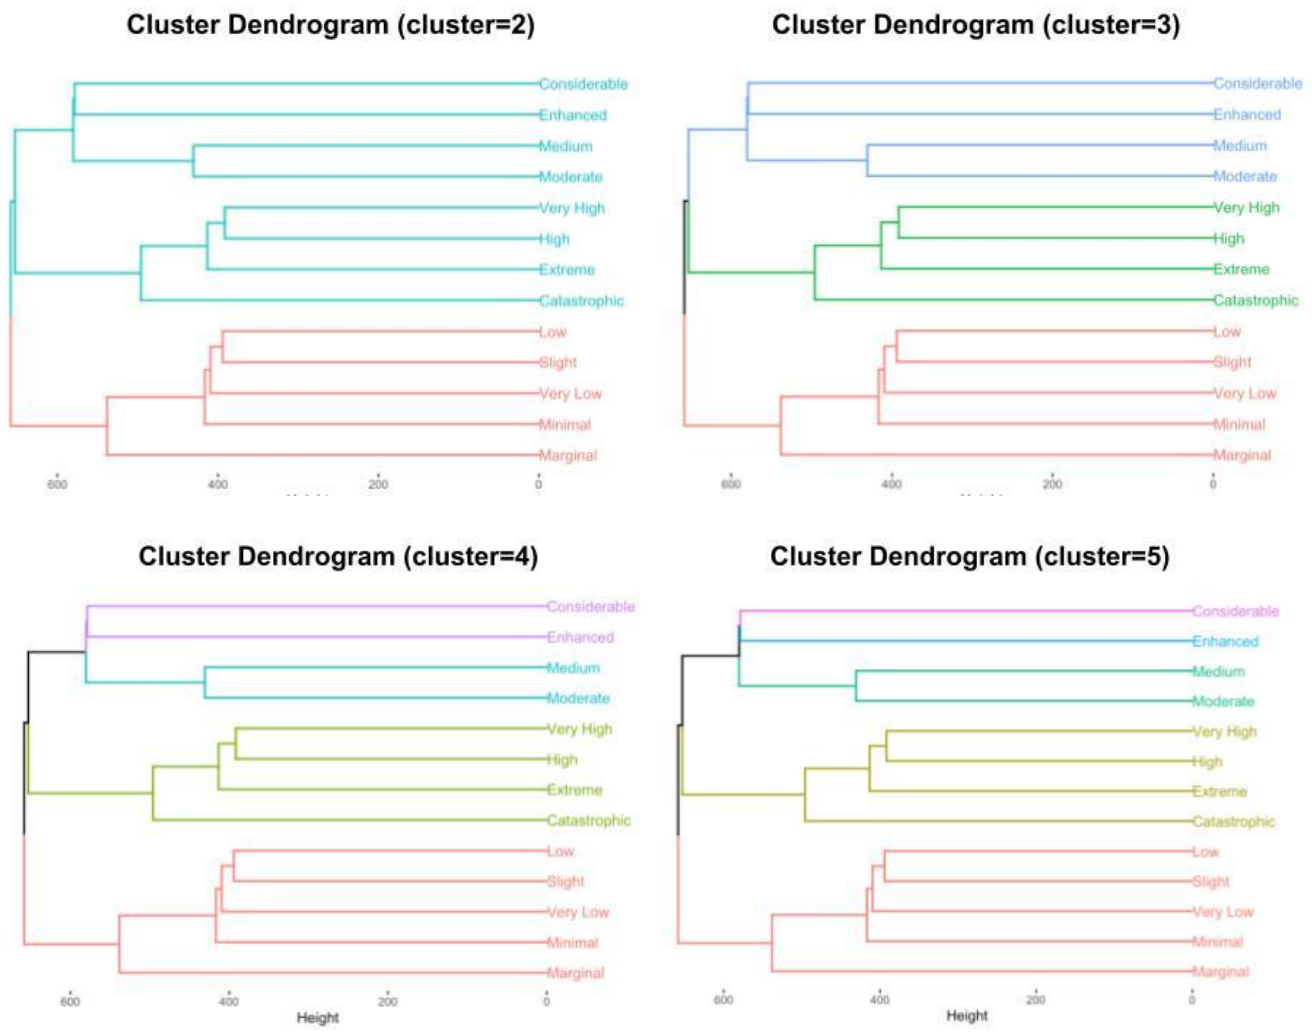 Cluster Dendrogram (cluster=2)
Considerable
Enhanced
Medium
Moderate
Very High
High
Extreme
Catastrophic
Low
Slight
Very Low
Minimal
Marginal
600 400 200 0
Cluster Dendrogram (cluster=3)
Considerable
Enhanced
Medium
Moderate
Very High
High
Extreme
Catastrophic
Low
Slight
Very Low
Minimal
Marginal
600 400 200 0
Cluster Dendrogram (cluster=4)
Considerable
Enhanced
Medium
Moderate
Very High
High
Extreme
Catastrophic
Low
Slight
Very Low
Minimal
Marginal
600 400 200 0
Height
Cluster Dendrogram (cluster=5)
Considerable
Enhanced
Medium
Moderate
Very High
High
Extreme
Catastrophic
Low
Slight
Very Low
Minimal
Marginal
600 400 200 0
Height